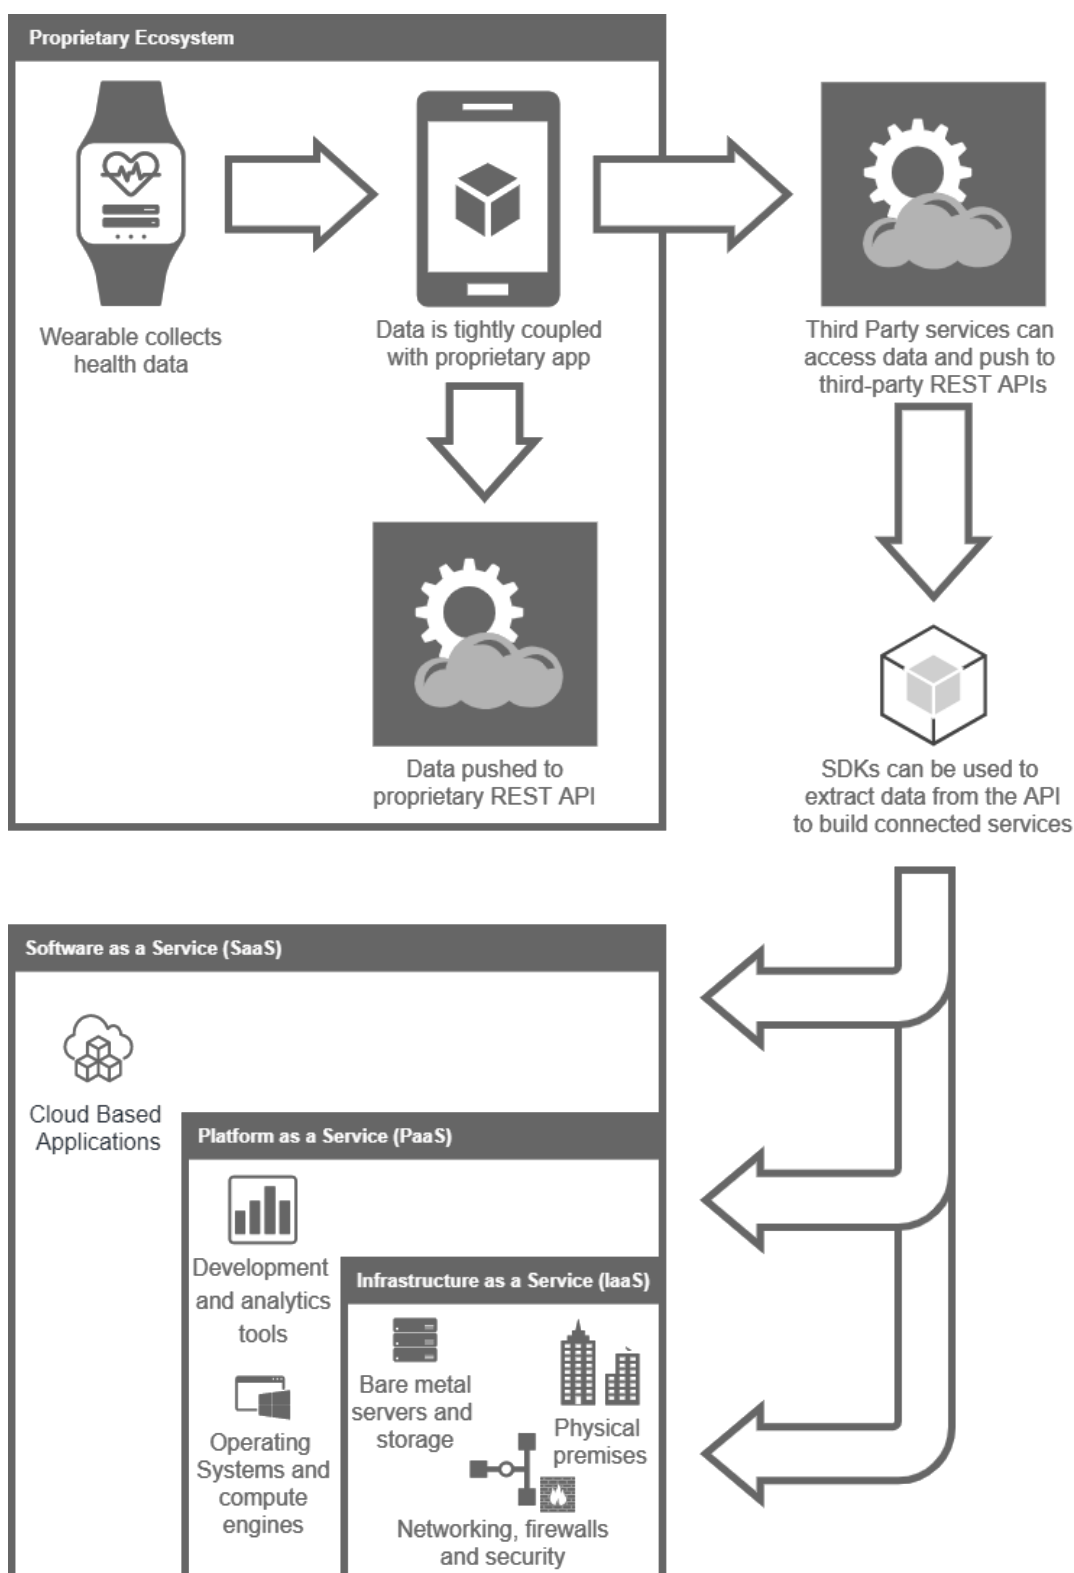 Proprietary Ecosystem
Wearable collects
health data
Data is tightly coupled
with proprietary app
Third Party services can
access data and push to
third-party REST APIs
Data pushed to
proprietary REST API
SDKs can be used to
extract data from the API
to build connected services
Software as a Service (SaaS)
Cloud Based
Applications
Platform as a Service (PaaS)
Development
and analytics
tools
Operating
Systems and
compute
engines
Infrastructure as a Service (IaaS)
Bare metal
servers and
storage
Physical
premises
Networking, firewalls
and security